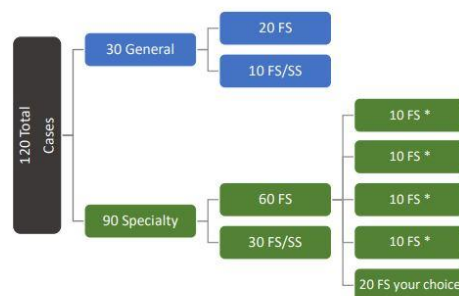 120 Total
Cases
30 General
20 FS
10 FS/SS
90 Specialty
60 FS
30 FS/SS
10 FS *
10 FS *
10 FS *
10 FS *
20 FS your choice